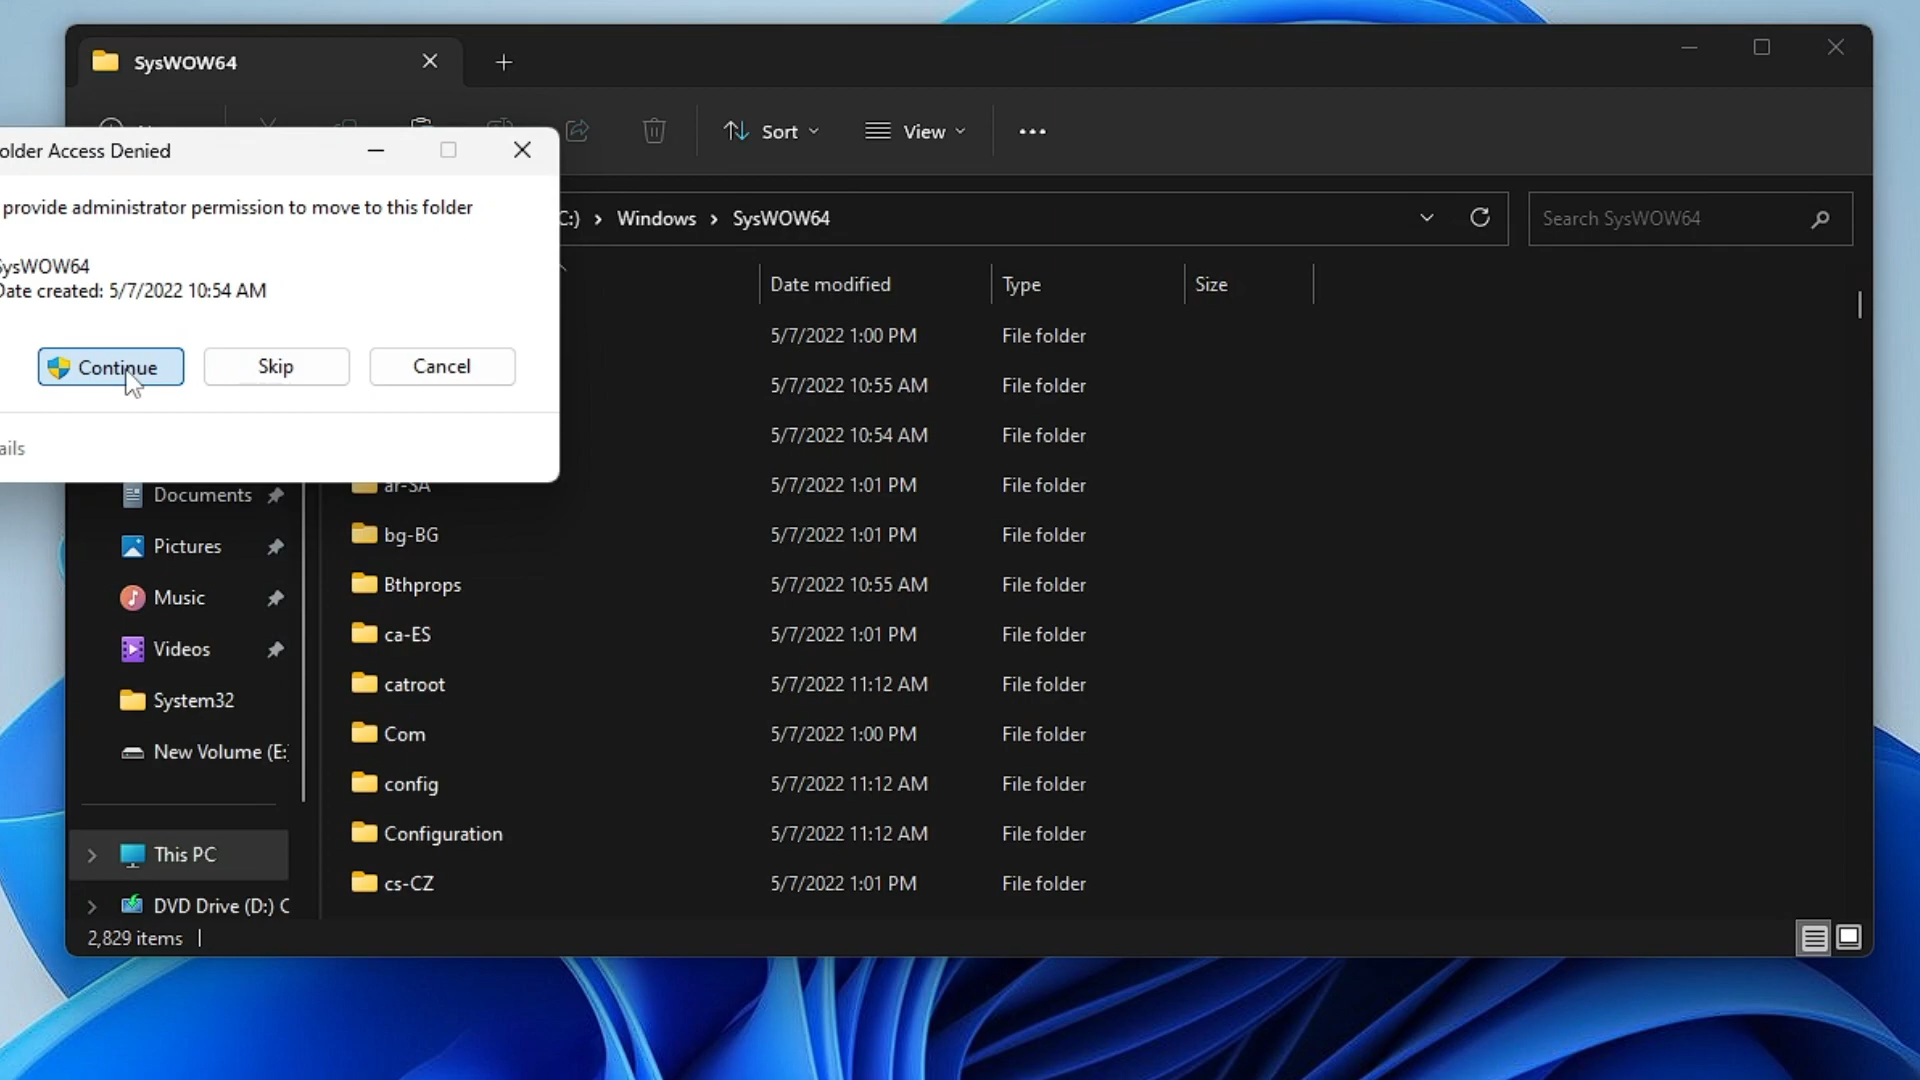 SysWOW64
Sort
View
older Access Denied
provide administrator permission to move to this folder
SysWOW64
Date created: 5/7/2022 10:54 AM
Continue
Skip
Cancel
ails
C:) > Windows > SysWOW64
Search SysWOW64
Date modified Type Size
5/7/2022 1:00 PM File folder
5/7/2022 10:55 AM File folder
5/7/2022 10:54 AM File folder
ar-SA 5/7/2022 1:01 PM File folder
bg-BG 5/7/2022 1:01 PM File folder
Bthprops 5/7/2022 10:55 AM File folder
ca-ES 5/7/2022 1:01 PM File folder
catroot 5/7/2022 11:12 AM File folder
Com 5/7/2022 1:00 PM File folder
config 5/7/2022 11:12 AM File folder
Configuration 5/7/2022 11:12 AM File folder
cs-CZ 5/7/2022 1:01 PM File folder
Documents
Pictures
Music
Videos
System32
New Volume (E:
This PC
DVD Drive (D:) C
2,829 items